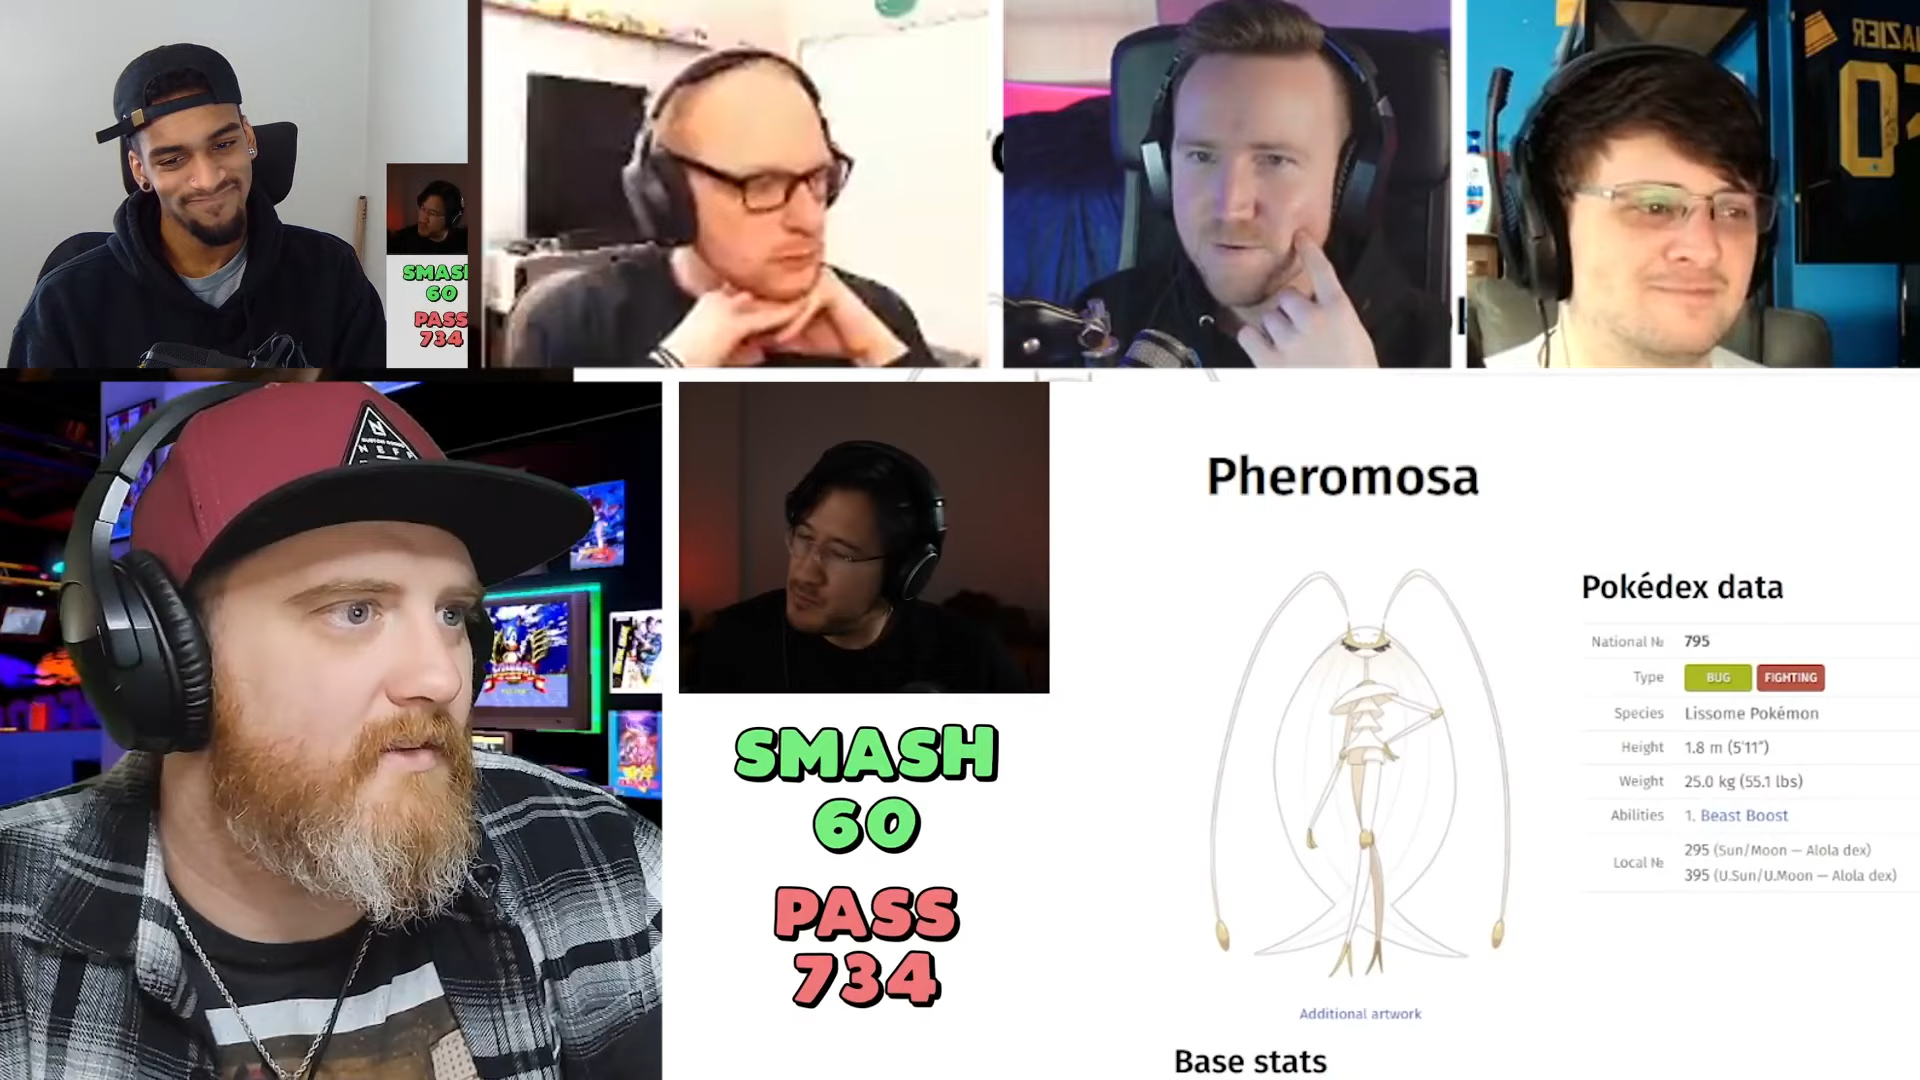 SMASH
60
PASS
734
NEFF
Pheromosa
SMASH
60
PASS
734
Pokédex data
National № 795
Type BUG FIGHTING
Species Lissome Pokémon
Height 1.8 m (5′11″)
Weight 25.0 kg (55.1 lbs)
Abilities 1. Beast Boost
Local № 295 (Sun/Moon — Alola dex)
395 (U.Sun/U.Moon — Alola dex)
Additional artwork
Base stats